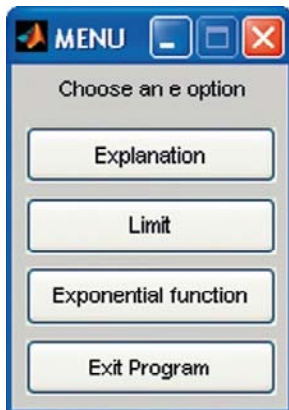 MENU
Choose an e option
Explanation
Limit
Exponential function
Exit Program